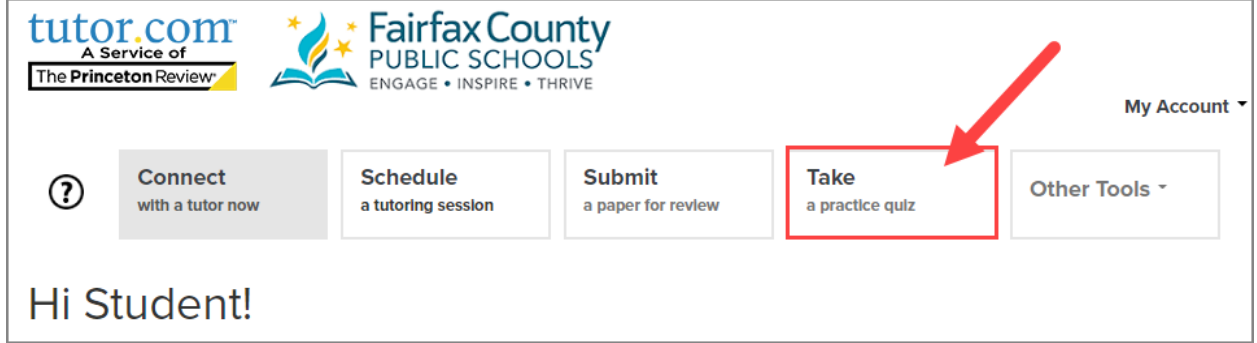 tutor.com™
A Service of
The Princeton Review®
Fairfax County
PUBLIC SCHOOLS
ENGAGE • INSPIRE • THRIVE
My Account
?
Connect
with a tutor now
Schedule
a tutoring session
Submit
a paper for review
Take
a practice quiz
Other Tools
Hi Student!